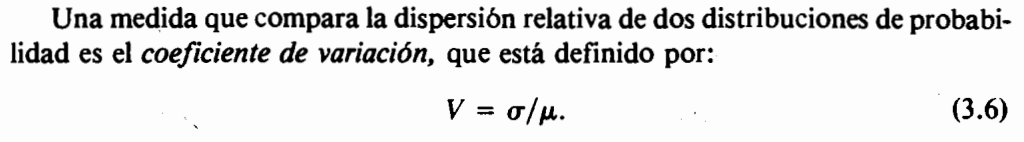 Una medida que compara la dispersión relativa de dos distribuciones de probabi-
lidad es el coeficiente de variación, que está definido por:
V = σ/μ. (3.6)